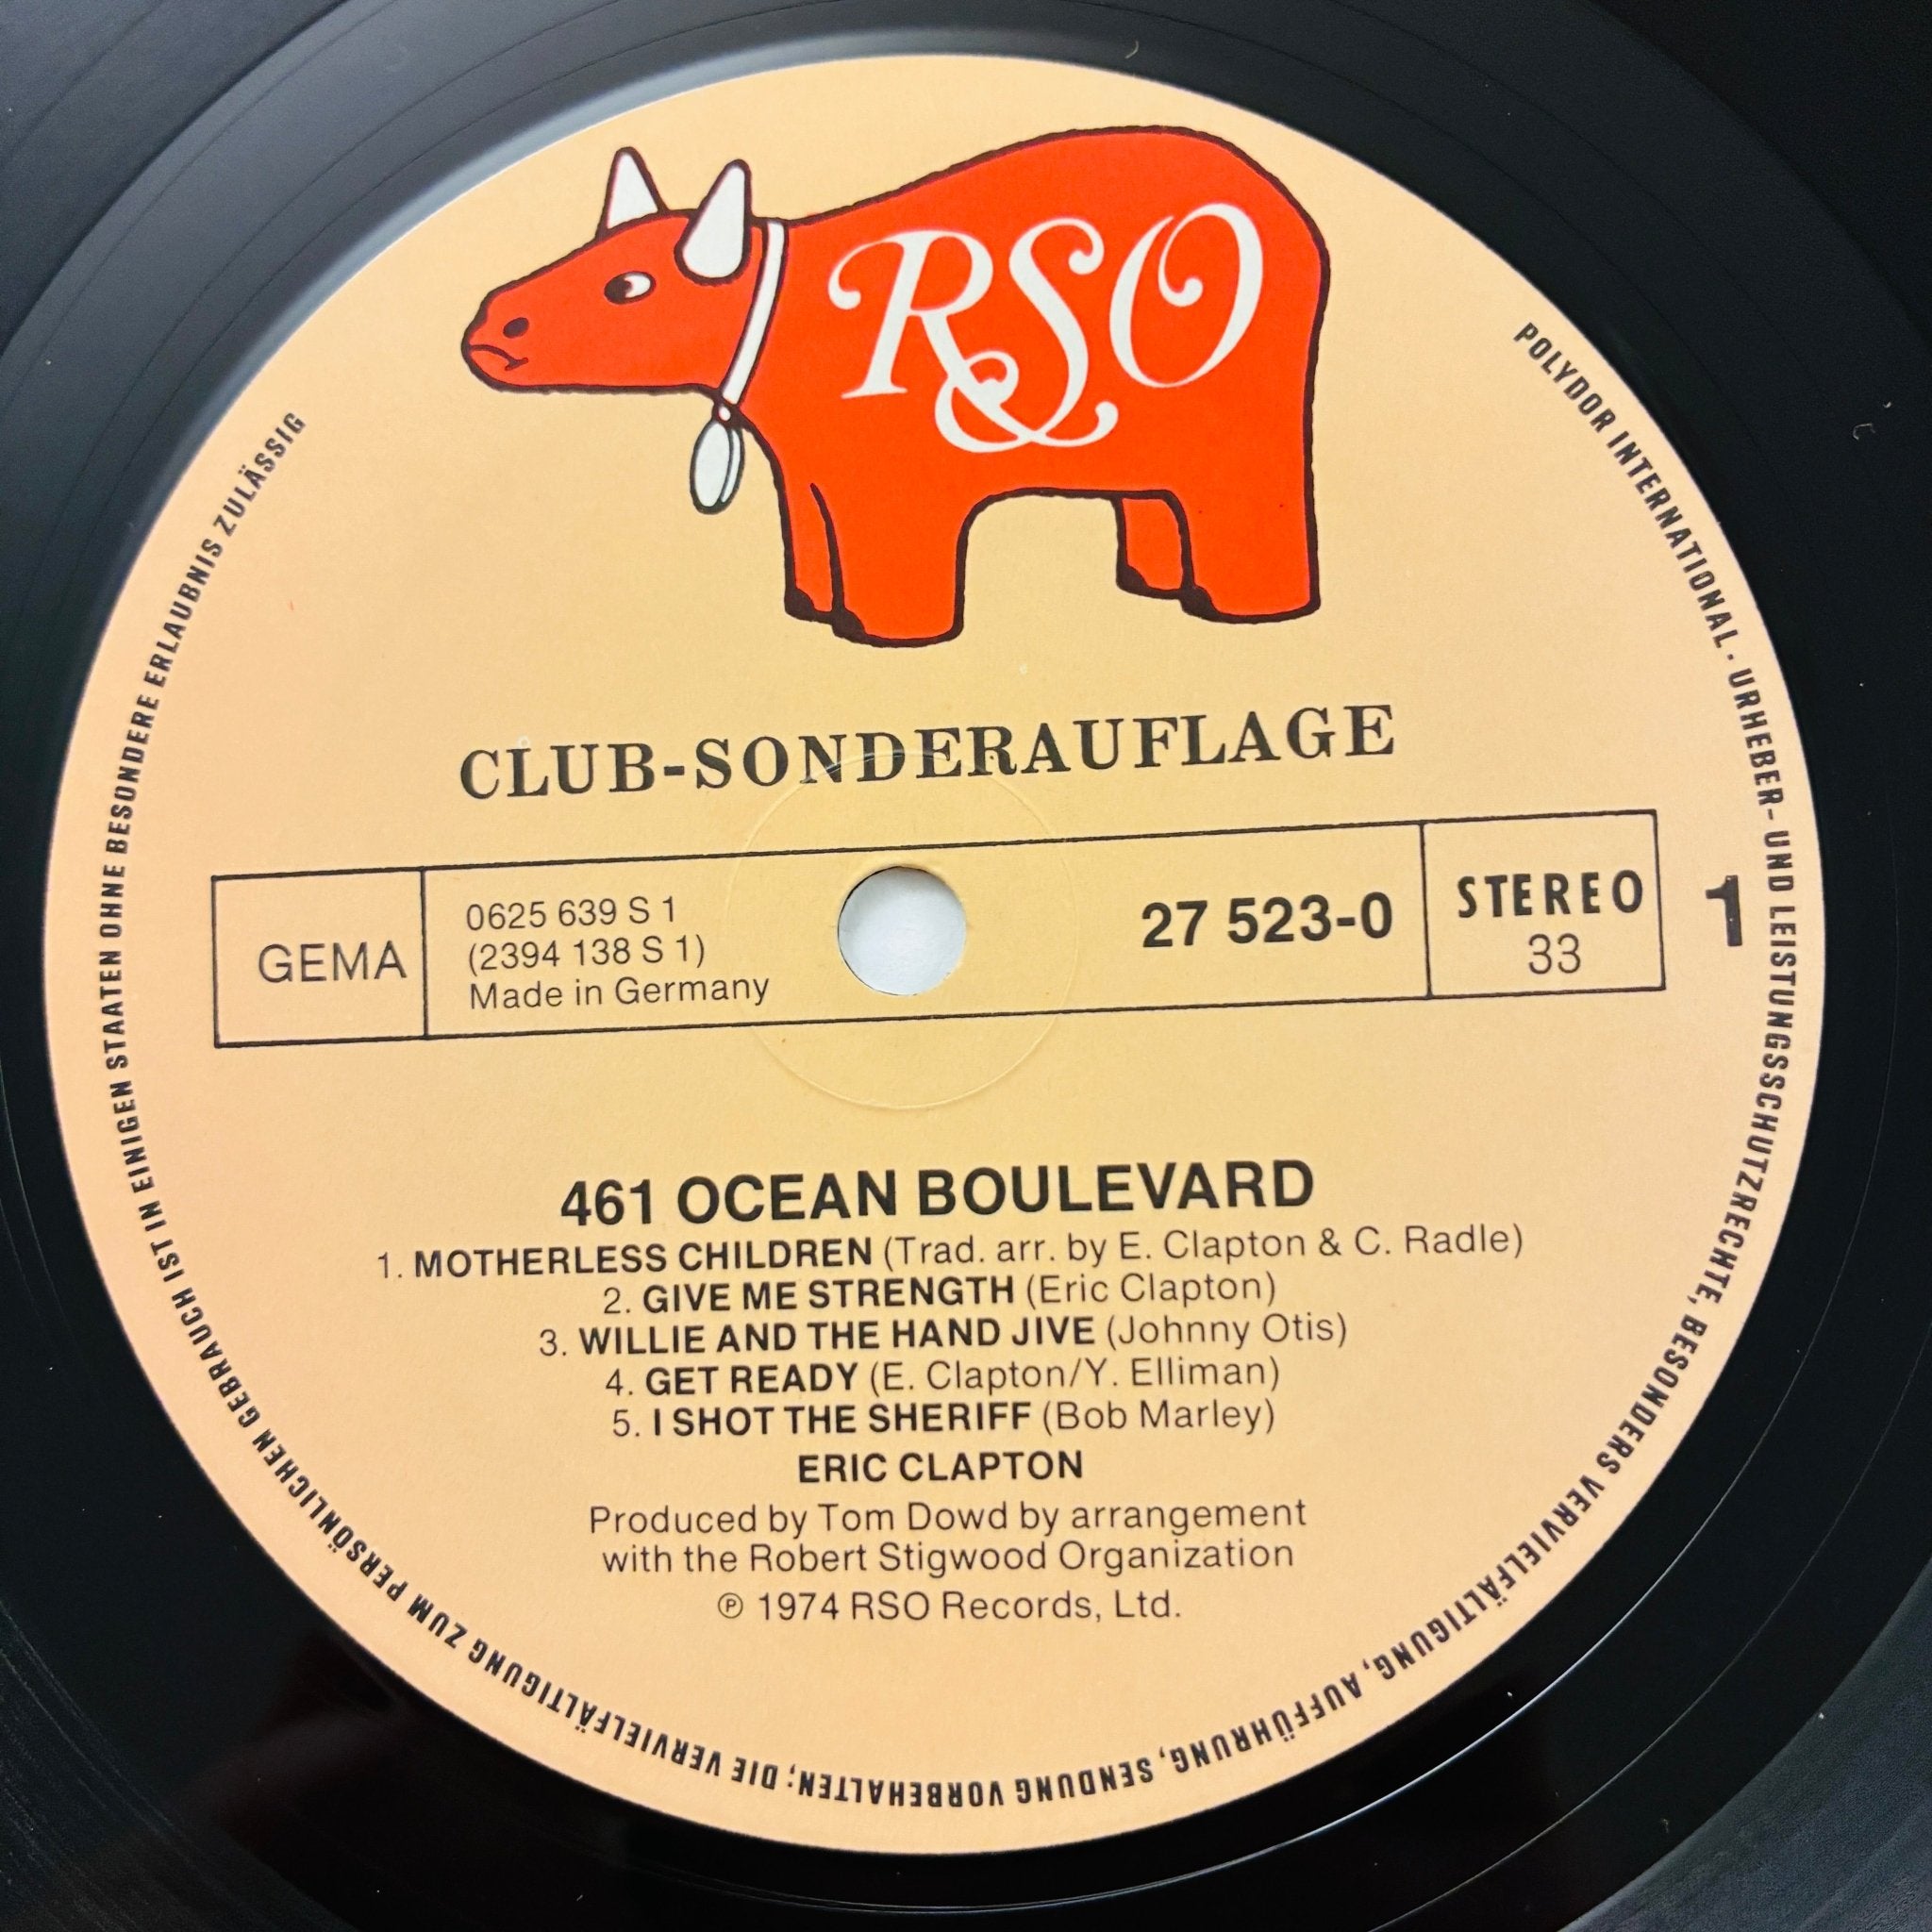 RSO
CLUB-SONDERAUFLAGE
GEMA
0625 639 S 1
(2394 138 S 1)
Made in Germany
27 523-0
STEREO
33
1
461 OCEAN BOULEVARD
1. MOTHERLESS CHILDREN (Trad. arr. by E. Clapton & C. Radle)
2. GIVE ME STRENGTH (Eric Clapton)
3. WILLIE AND THE HAND JIVE (Johnny Otis)
4. GET READY (E. Clapton/Y. Elliman)
5. I SHOT THE SHERIFF (Bob Marley)
ERIC CLAPTON
Produced by Tom Dowd by arrangement
with the Robert Stigwood Organization
℗ 1974 RSO Records, Ltd.
POLYDOR INTERNATIONAL · URHEBER- UND LEISTUNGSSCHUTZRECHTE, BESONDERS VERVIELFÄLTIGUNG, AUFFÜHRUNG, SENDUNG VORBEHALTEN; DIE VERVIELFÄLTIGUNG ZUM PERSÖNLICHEN GEBRAUCH IST IN EINIGEN STAATEN OHNE BESONDERE ERLAUBNIS ZULÄSSIG